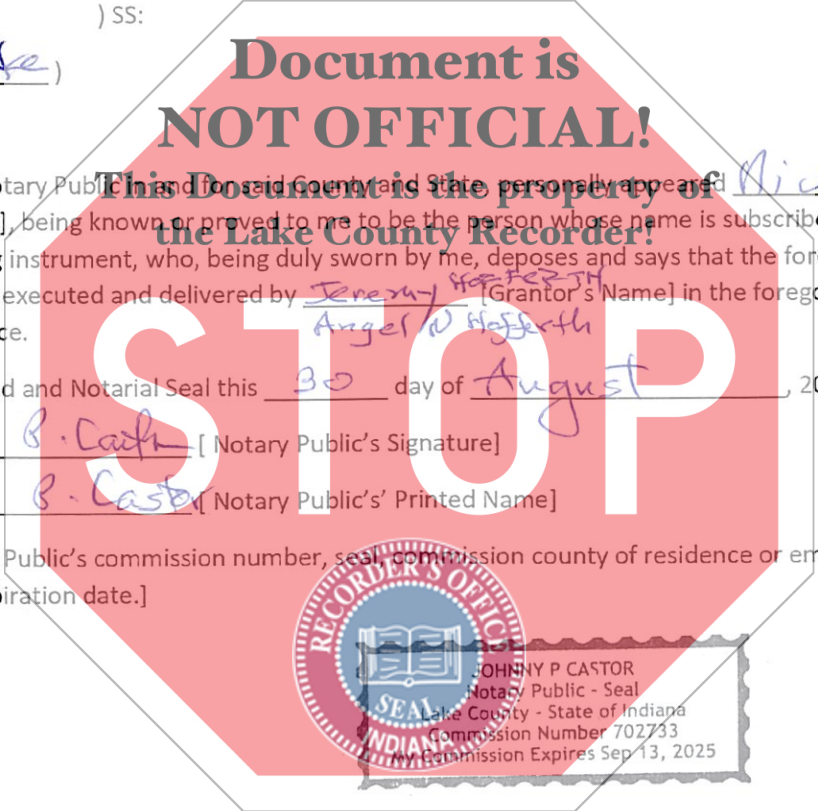 ) SS:
Document is
ke )
NOT OFFICIAL!
tary Public in and for said County and State, personally appeared Nic
This Document is the property of
], being known or proved to me to be the person whose name is subscribe
the Lake County Recorder!
instrument, who, being duly sworn by me, deposes and says that the for
executed and delivered by Jeremy [Grantor's Name] in the forego
Angel N Hofferth
ce.
STOP
d and Notarial Seal this 30 day of August, 20
P. Castor [ Notary Public's Signature]
P. Castor [ Notary Public's' Printed Name]
Public's commission number, seal, commission county of residence or em
piration date.]
RECORDER'S OFFICE
SEAL
INDIANA
JOHNNY P CASTOR
Notary Public - Seal
Lake County - State of Indiana
Commission Number 702733
My Commission Expires Sep 13, 2025